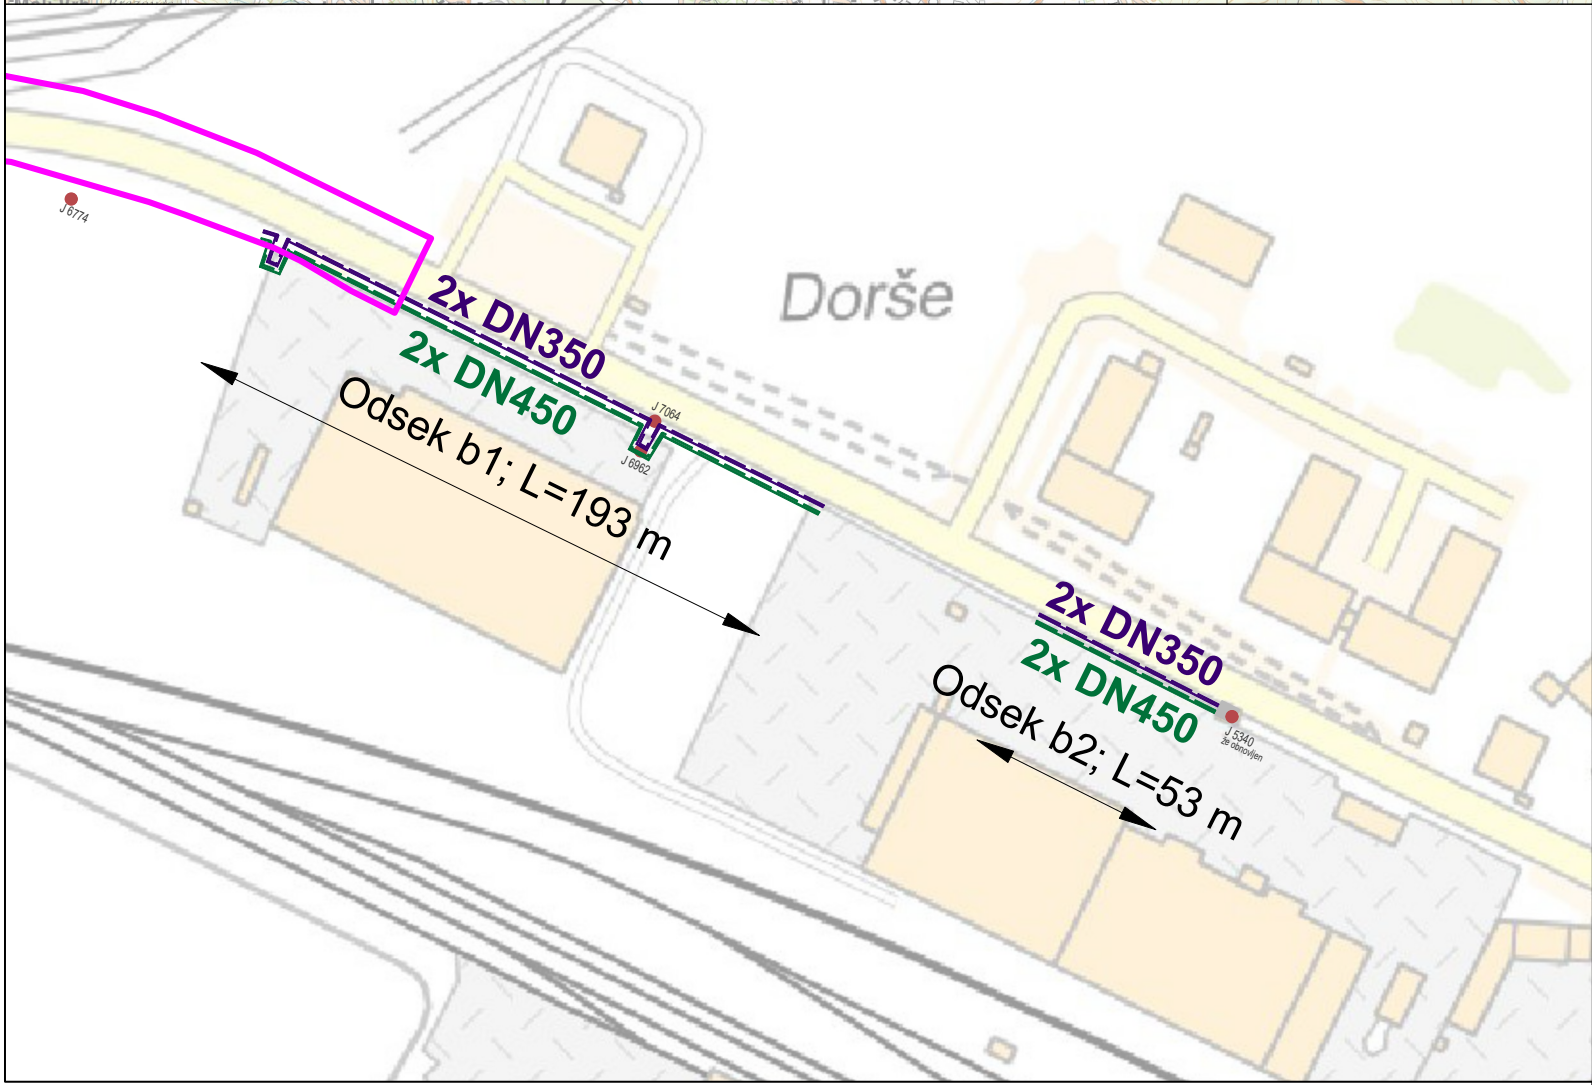 J 6774
Dorše
2x DN350
2x DN450
J 7064
J 6962
Odsek b1; L=193 m
2x DN350
2x DN450
J 5340
že obnovljen
Odsek b2; L=53 m